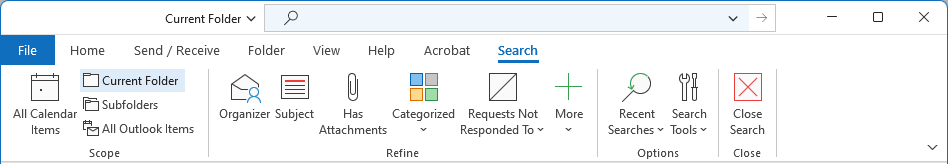 Current Folder
File Home Send / Receive Folder View Help Acrobat Search
All Calendar Items
Current Folder
Subfolders
All Outlook Items
Scope
Organizer
Subject
Has Attachments
Categorized
Requests Not Responded To
More
Refine
Recent Searches
Search Tools
Options
Close Search
Close